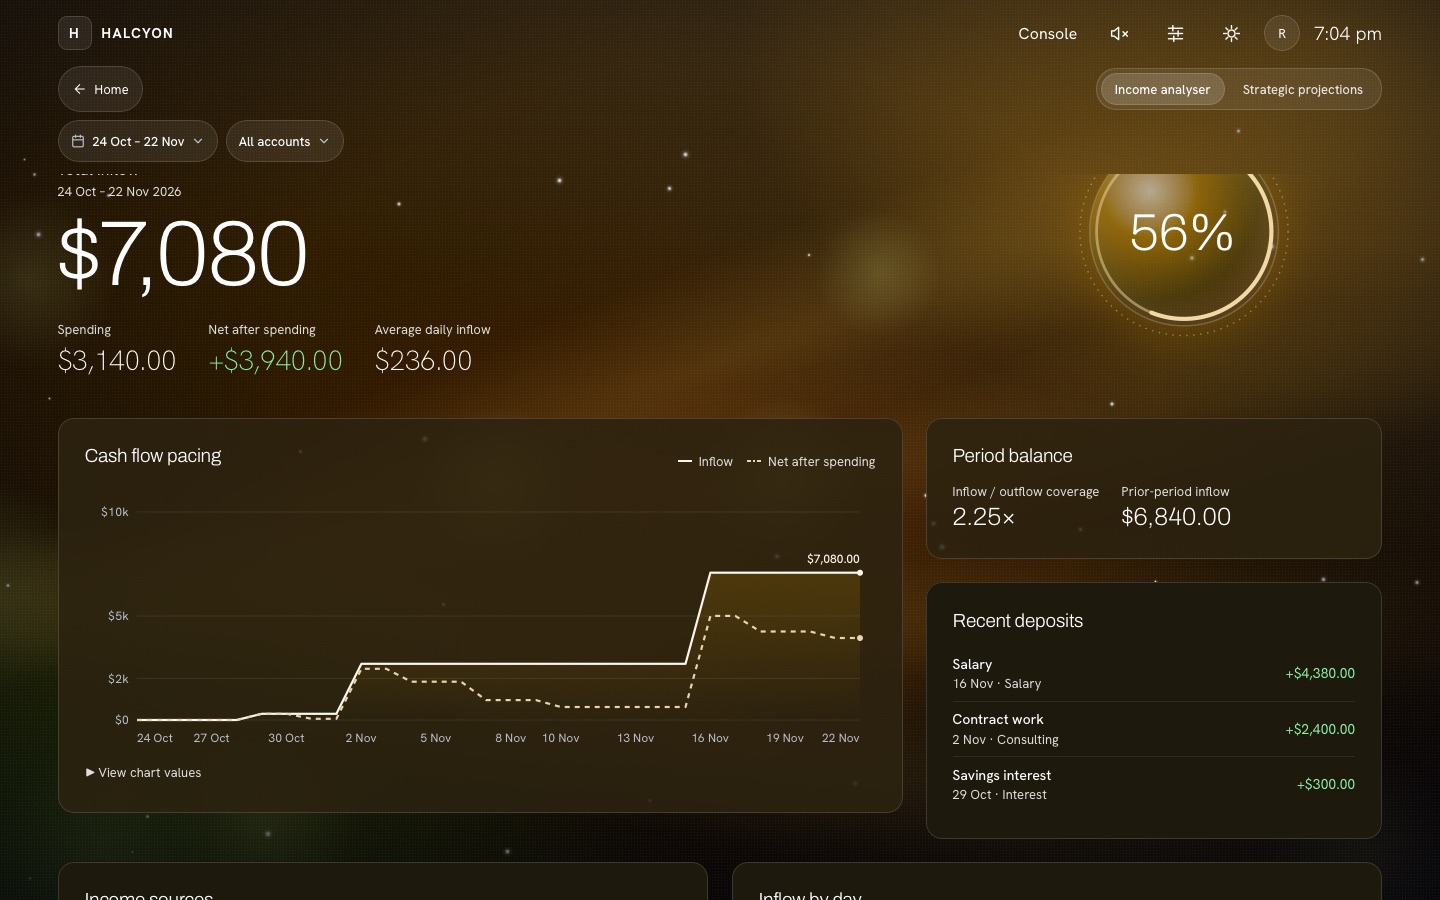 H HALCYON
Console
R
7:04 pm
Home
Income analyser
Strategic projections
24 Oct – 22 Nov
All accounts
24 Oct – 22 Nov 2026
$7,080
56%
Spending
$3,140.00
Net after spending
+$3,940.00
Average daily inflow
$236.00
Cash flow pacing
Inflow
Net after spending
$10k
$5k
$2k
$0
$7,080.00
24 Oct 27 Oct 30 Oct 2 Nov 5 Nov 8 Nov 10 Nov 13 Nov 16 Nov 19 Nov 22 Nov
View chart values
Period balance
Inflow / outflow coverage
2.25×
Prior-period inflow
$6,840.00
Recent deposits
Salary
16 Nov · Salary
+$4,380.00
Contract work
2 Nov · Consulting
+$2,400.00
Savings interest
29 Oct · Interest
+$300.00
Income sources
Inflow by day